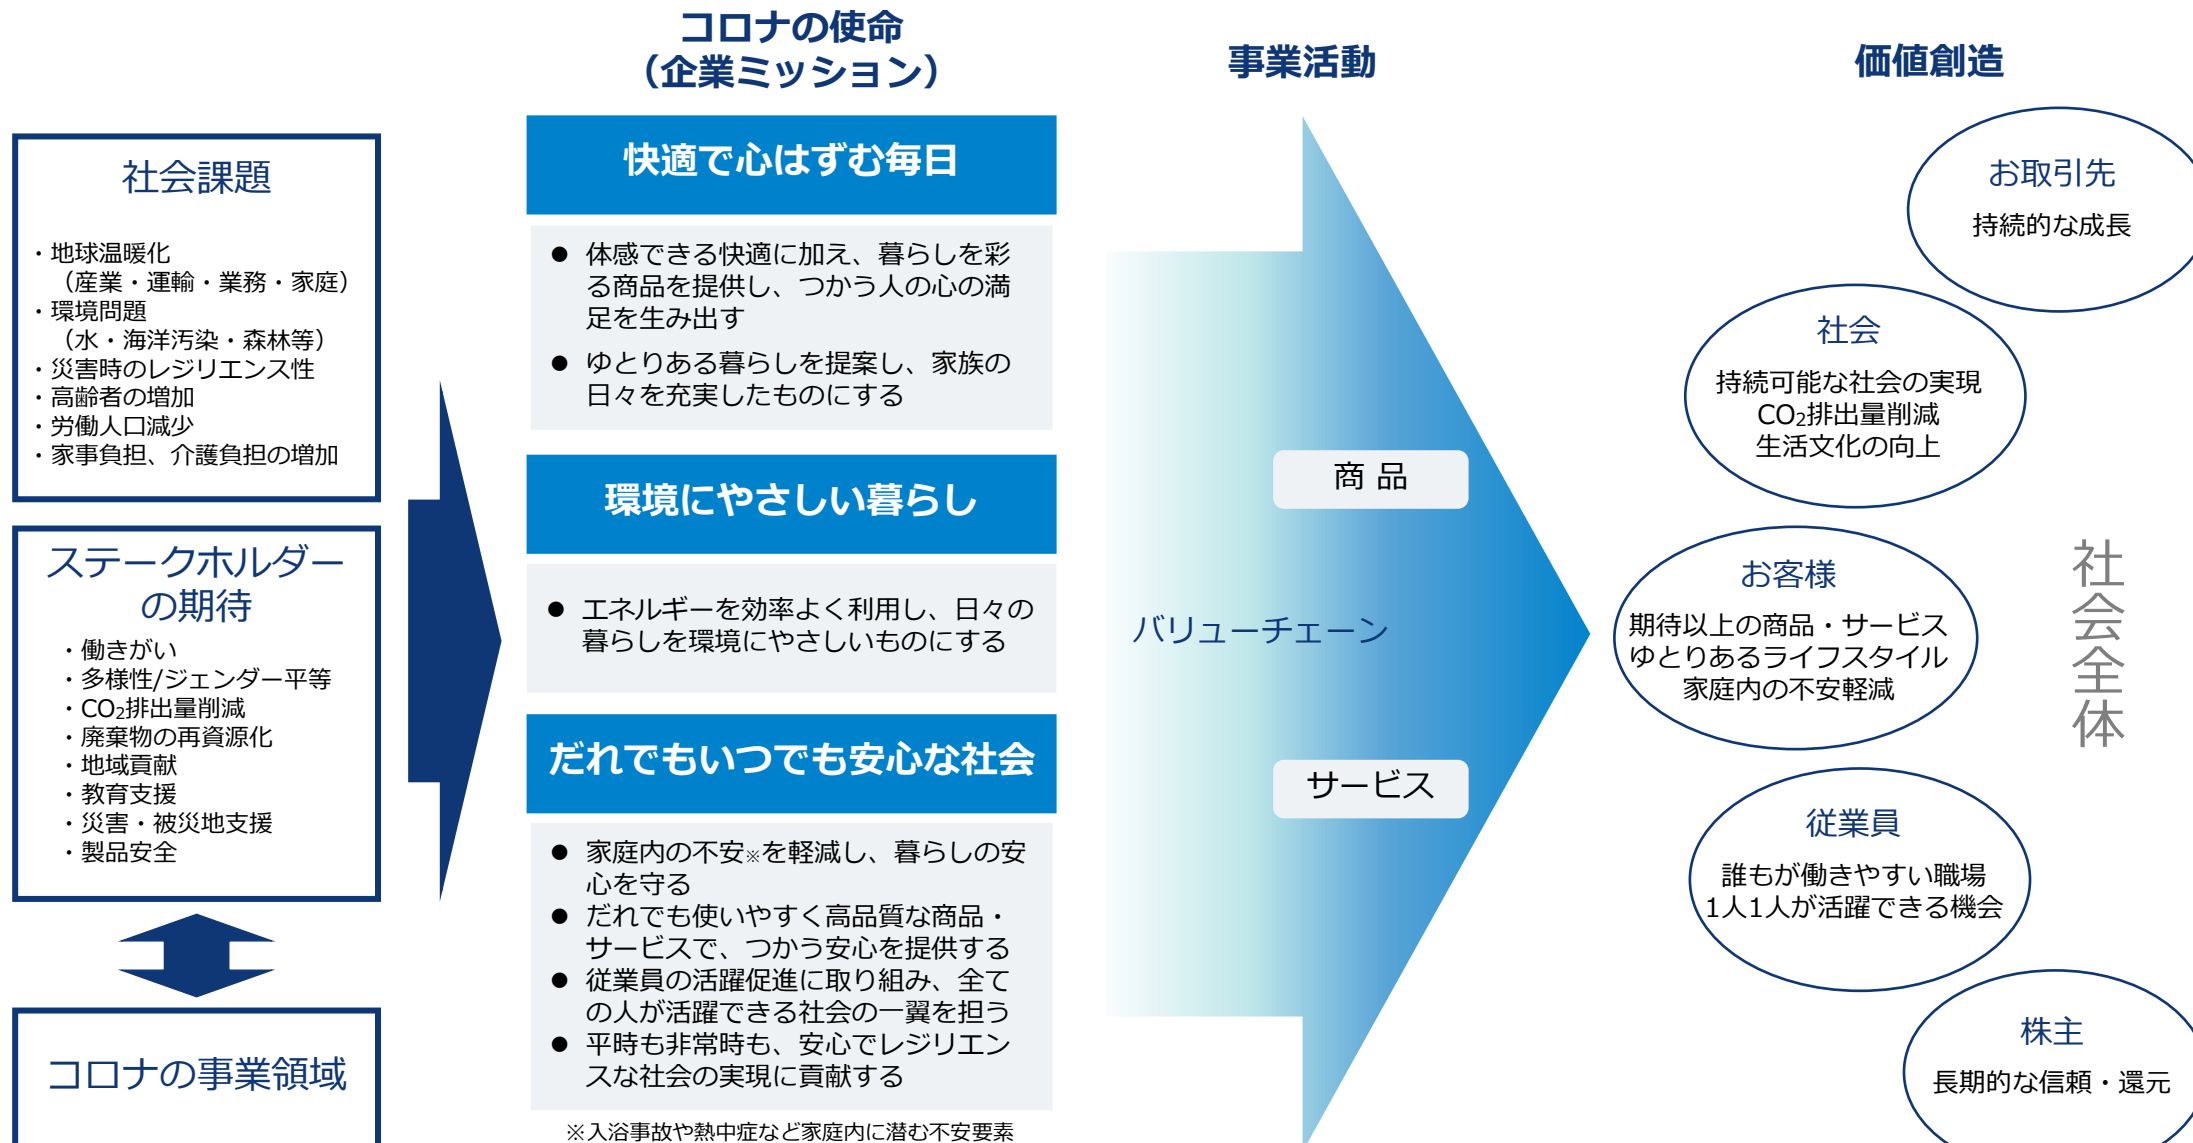 コロナの使命
（企業ミッション）
事業活動
価値創造
社会課題
・地球温暖化
（産業・運輸・業務・家庭）
・環境問題
（水・海洋汚染・森林等）
・災害時のレジリエンス性
・高齢者の増加
・労働人口減少
・家事負担、介護負担の増加
ステークホルダー
の期待
・働きがい
・多様性/ジェンダー平等
・CO₂排出量削減
・廃棄物の再資源化
・地域貢献
・教育支援
・災害・被災地支援
・製品安全
コロナの事業領域
快適で心はずむ毎日
● 体感できる快適に加え、暮らしを彩
る商品を提供し、つかう人の心の満
足を生み出す
● ゆとりある暮らしを提案し、家族の
日々を充実したものにする
環境にやさしい暮らし
● エネルギーを効率よく利用し、日々の
暮らしを環境にやさしいものにする
だれでもいつでも安心な社会
● 家庭内の不安※を軽減し、暮らしの安
心を守る
● だれでも使いやすく高品質な商品・
サービスで、つかう安心を提供する
● 従業員の活躍促進に取り組み、全て
の人が活躍できる社会の一翼を担う
● 平時も非常時も、安心でレジリエン
スな社会の実現に貢献する
※入浴事故や熱中症など家庭内に潜む不安要素
商 品
バリューチェーン
サービス
お取引先
持続的な成長
社会
持続可能な社会の実現
CO₂排出量削減
生活文化の向上
お客様
期待以上の商品・サービス
ゆとりあるライフスタイル
家庭内の不安軽減
従業員
誰もが働きやすい職場
1人1人が活躍できる機会
株主
長期的な信頼・還元
社会全体